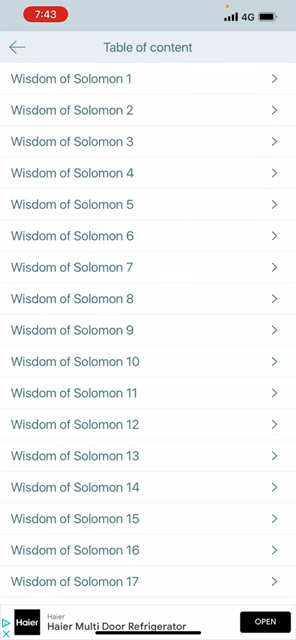 7:43
4G
Table of content
Wisdom of Solomon 1
Wisdom of Solomon 2
Wisdom of Solomon 3
Wisdom of Solomon 4
Wisdom of Solomon 5
Wisdom of Solomon 6
Wisdom of Solomon 7
Wisdom of Solomon 8
Wisdom of Solomon 9
Wisdom of Solomon 10
Wisdom of Solomon 11
Wisdom of Solomon 12
Wisdom of Solomon 13
Wisdom of Solomon 14
Wisdom of Solomon 15
Wisdom of Solomon 16
Wisdom of Solomon 17
Haier
Haier
Haier Multi Door Refrigerator
OPEN